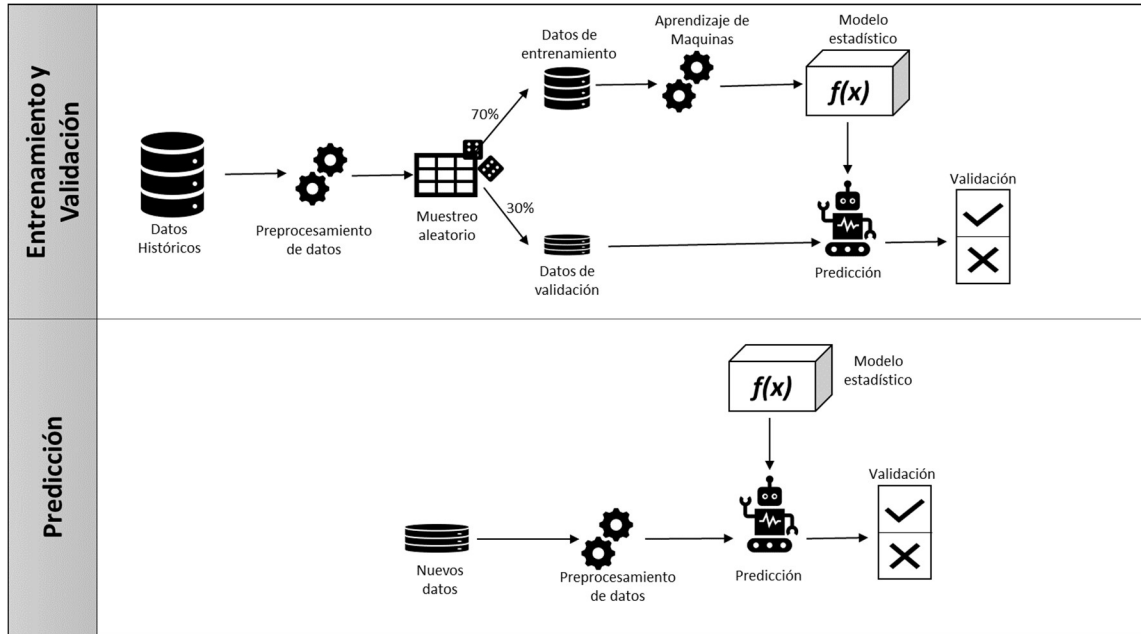 Entrenamiento y
Validación
Datos
Históricos
Preprocesamiento
de datos
Muestreo
aleatorio
70%
30%
Datos de
entrenamiento
Datos de
validación
Aprendizaje de
Maquinas
Modelo
estadístico
f(x)
Predicción
Validación
Predicción
Nuevos
datos
Preprocesamiento
de datos
Modelo
estadístico
f(x)
Predicción
Validación